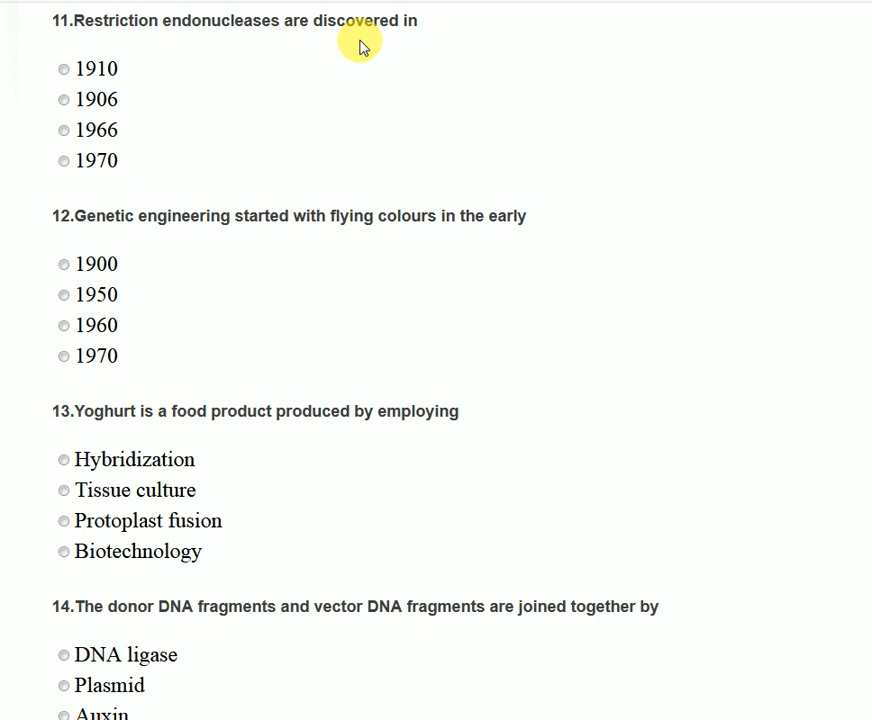 11.Restriction endonucleases are discovered in
1910
1906
1966
1970
12.Genetic engineering started with flying colours in the early
1900
1950
1960
1970
13.Yoghurt is a food product produced by employing
Hybridization
Tissue culture
Protoplast fusion
Biotechnology
14.The donor DNA fragments and vector DNA fragments are joined together by
DNA ligase
Plasmid
Auxin